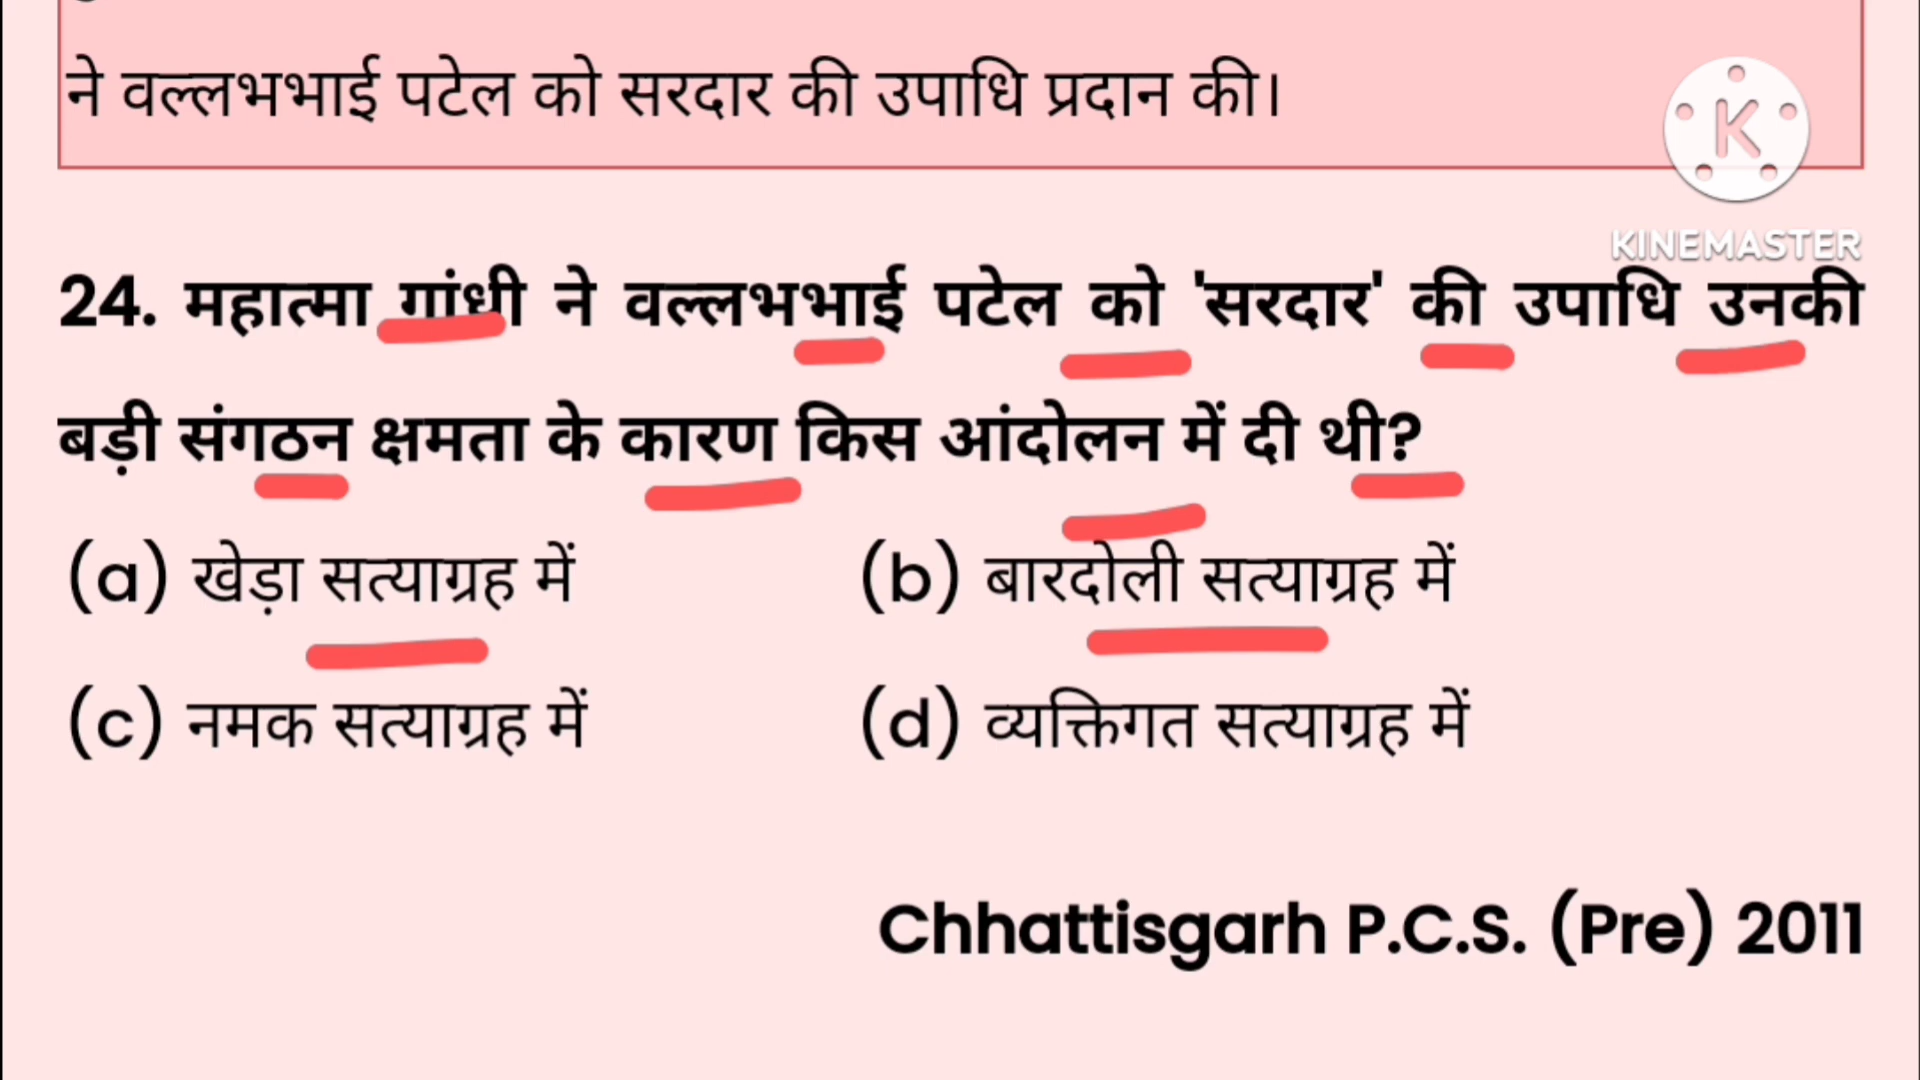 ने वल्लभभाई पटेल को सरदार की उपाधि प्रदान की।
K
KINEMASTER
24. महात्मा गांधी ने वल्लभभाई पटेल को 'सरदार' की उपाधि उनकी
बड़ी संगठन क्षमता के कारण किस आंदोलन में दी थी?
(a) खेड़ा सत्याग्रह में (b) बारदोली सत्याग्रह में
(c) नमक सत्याग्रह में (d) व्यक्तिगत सत्याग्रह में
Chhattisgarh P.C.S. (Pre) 2011